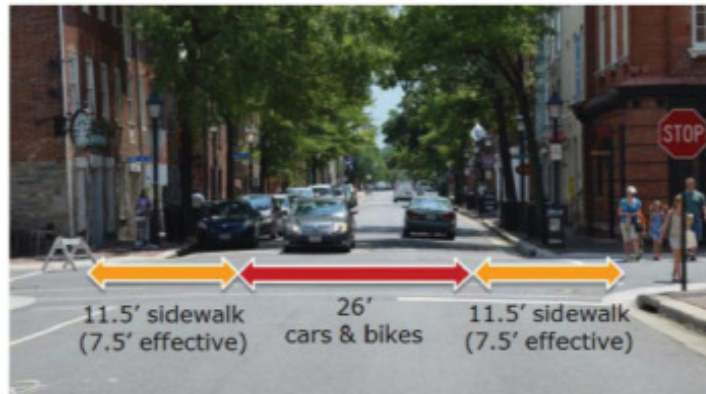 STOP
11.5’ sidewalk
(7.5’ effective)
26’
cars & bikes
11.5’ sidewalk
(7.5’ effective)